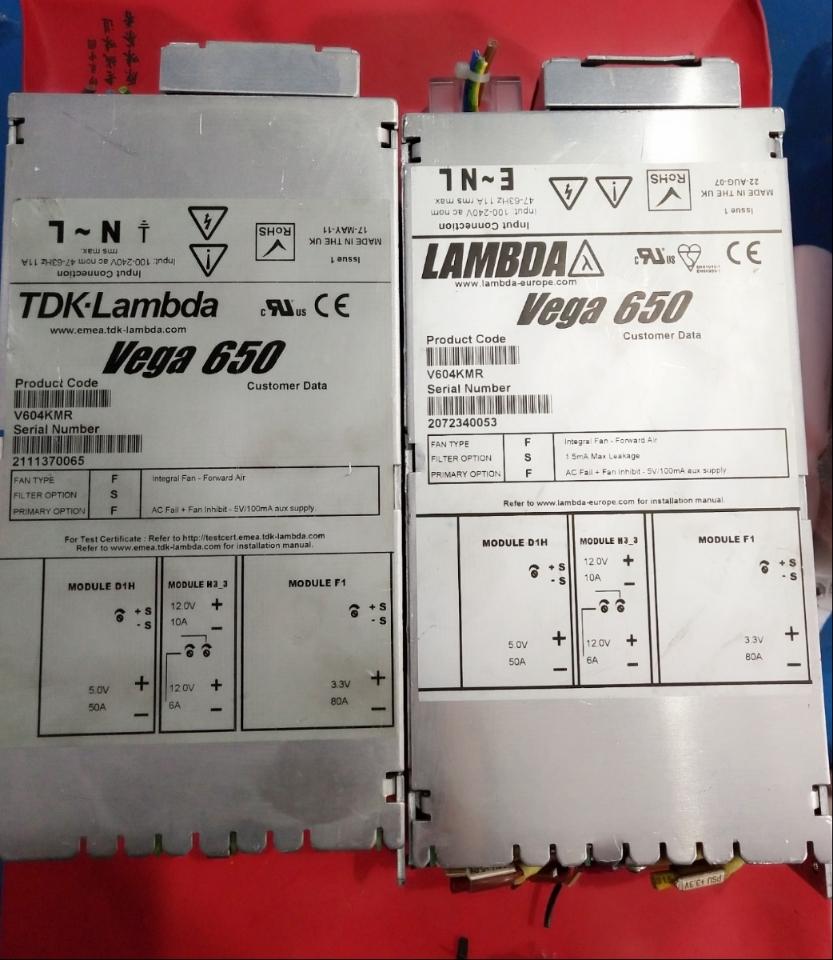 Input Connection
Input: 100-240V ac nom 47-63Hz 11A
rms max.
⏚ N ~ L
RoHS
Issue 1
MADE IN THE UK
17-MAY-11
TDK·Lambda
c RU us CE
www.emea.tdk-lambda.com
Vega 650
Product Code
Customer Data
V604KMR
Serial Number
2111370065
FAN TYPE F Integral Fan - Forward Air
FILTER OPTION S
PRIMARY OPTION F AC Fail + Fan Inhibit - 5V/100mA aux supply
For Test Certificate : Refer to http://testcert.emea.tdk-lambda.com
Refer to www.emea.tdk-lambda.com for installation manual.
MODULE D1H
+ S
- S
5.0V +
50A -
MODULE H3_3
12.0V +
10A -
12.0V +
6A -
MODULE F1
+ S
- S
3.3V +
80A -
Input Connection
Input: 100-240V ac nom
47-63Hz 11A rms max
E ~ N L
RoHS
Issue 1
MADE IN THE UK
22-AUG-07
LAMBDA λ
c RU us CE
www.lambda-europe.com
Vega 650
Product Code
Customer Data
V604KMR
Serial Number
2072340053
FAN TYPE F Integral Fan - Forward Air
FILTER OPTION S 1.5mA Max Leakage
PRIMARY OPTION F AC Fail + Fan Inhibit - 5V/100mA aux supply
Refer to www.lambda-europe.com for installation manual.
MODULE D1H
+ S
- S
5.0V +
50A -
MODULE H3_3
12.0V +
10A -
12.0V +
6A -
MODULE F1
+ S
- S
3.3V +
80A -
PSU +3.3V